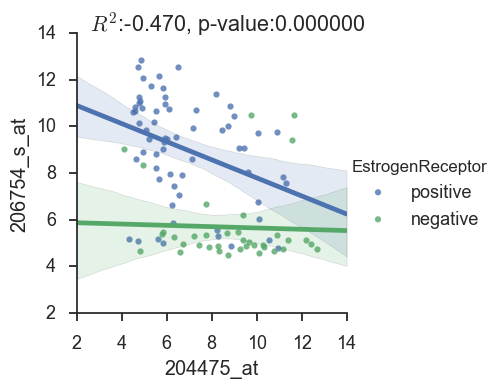 R²:-0.470, p-value:0.000000
14
12
10
8
6
4
2
206754_s_at
2 4 6 8 10 12 14
204475_at
EstrogenReceptor
positive
negative